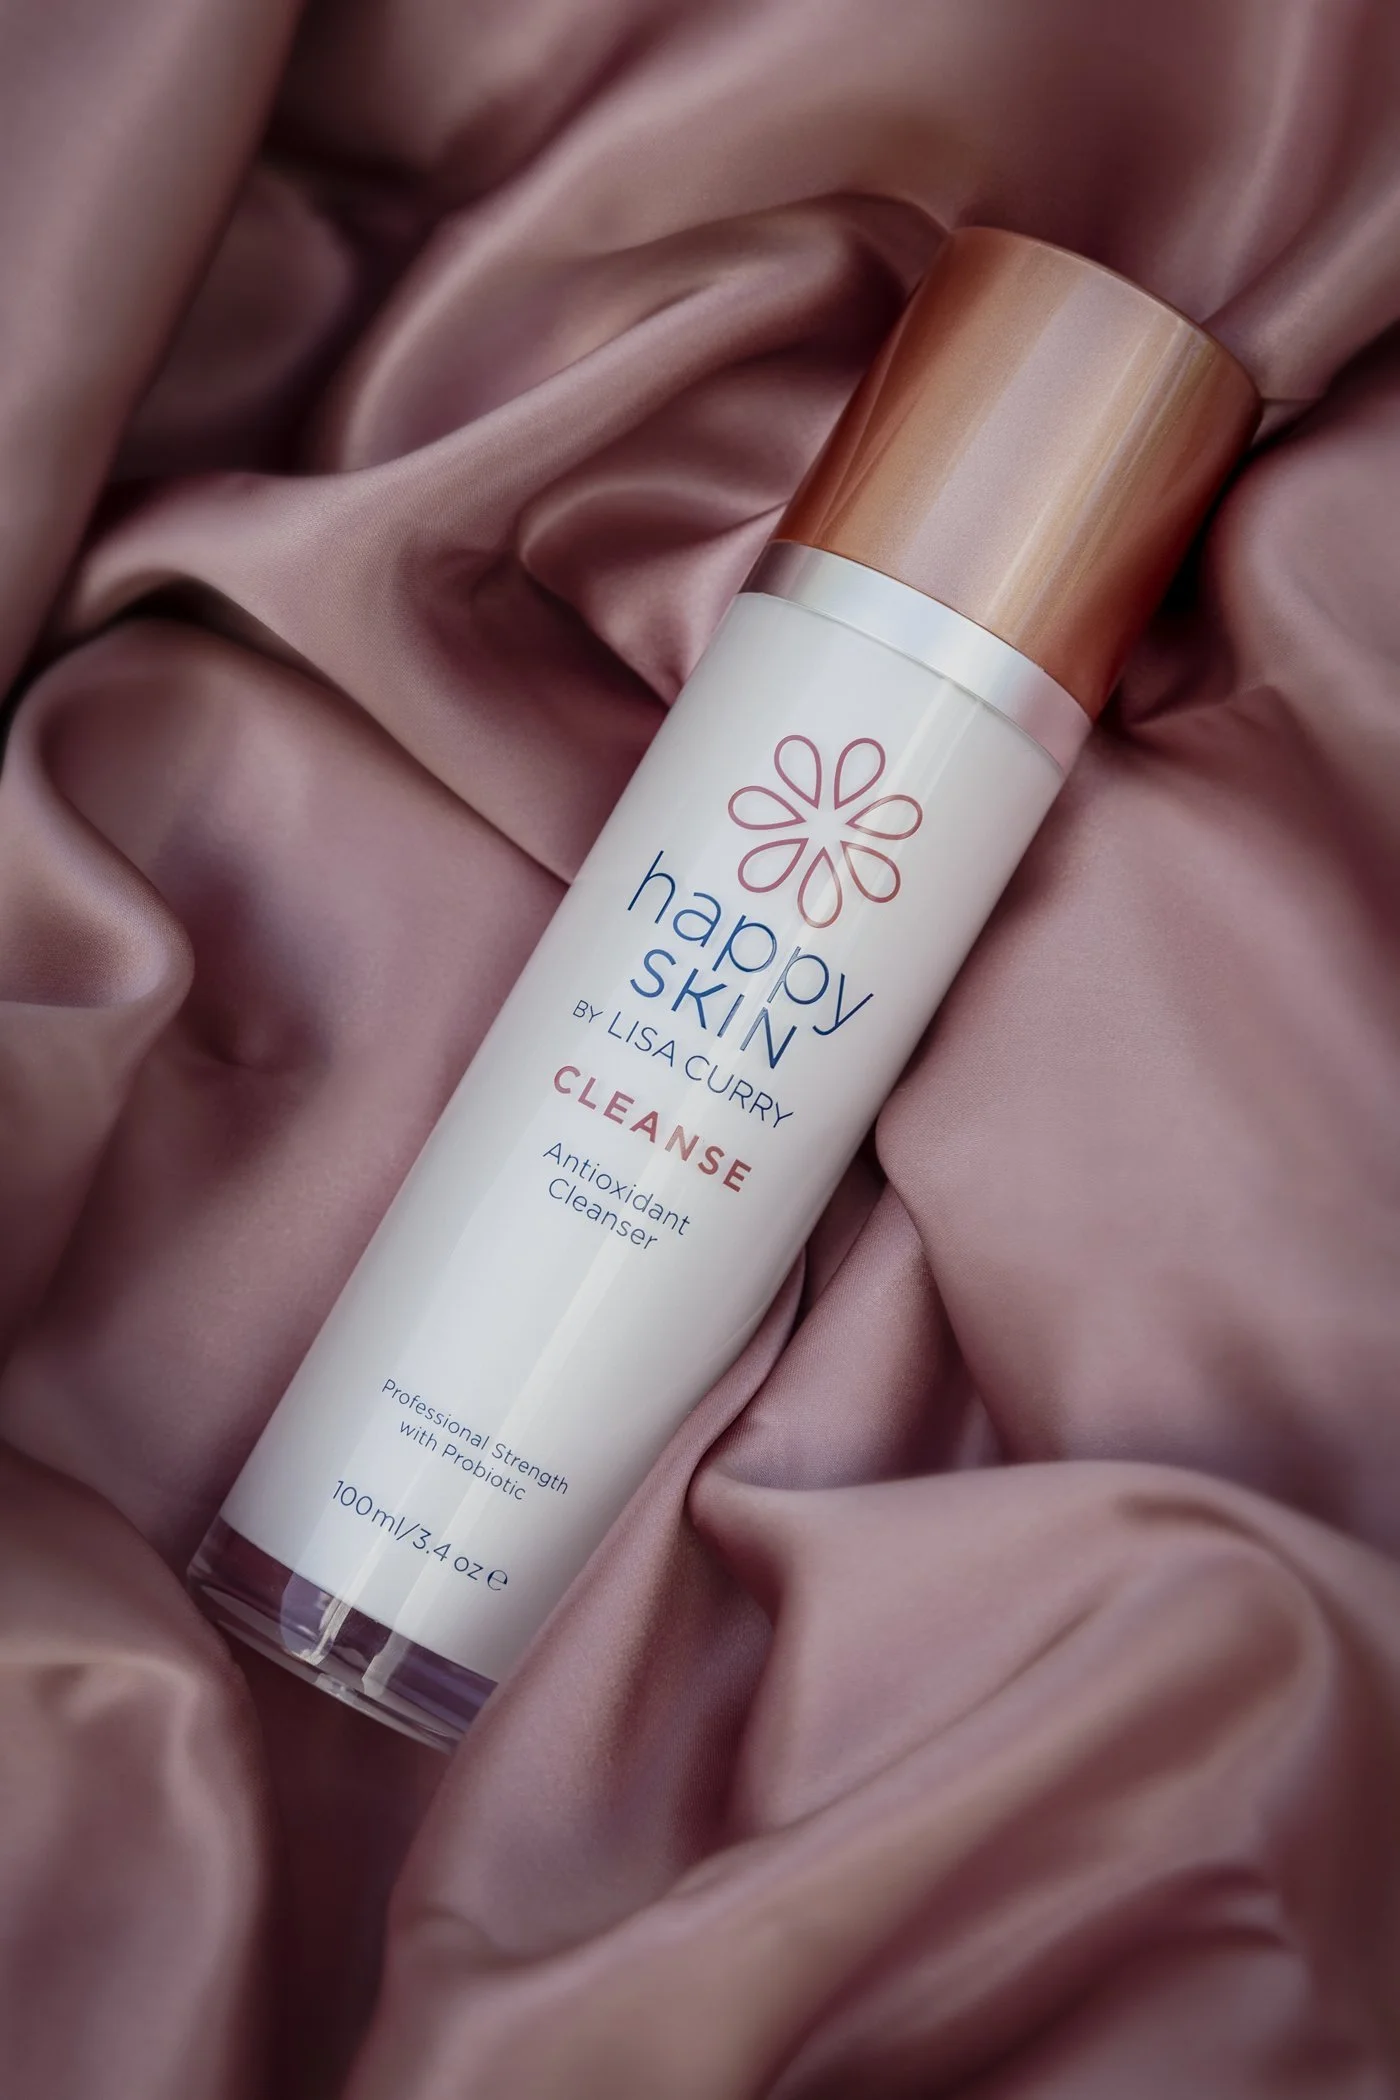 happy
SKIN
BY LISA CURRY
CLEANSE
Antioxidant
Cleanser
Professional Strength
with Probiotic
100ml/3.4 oz ℮